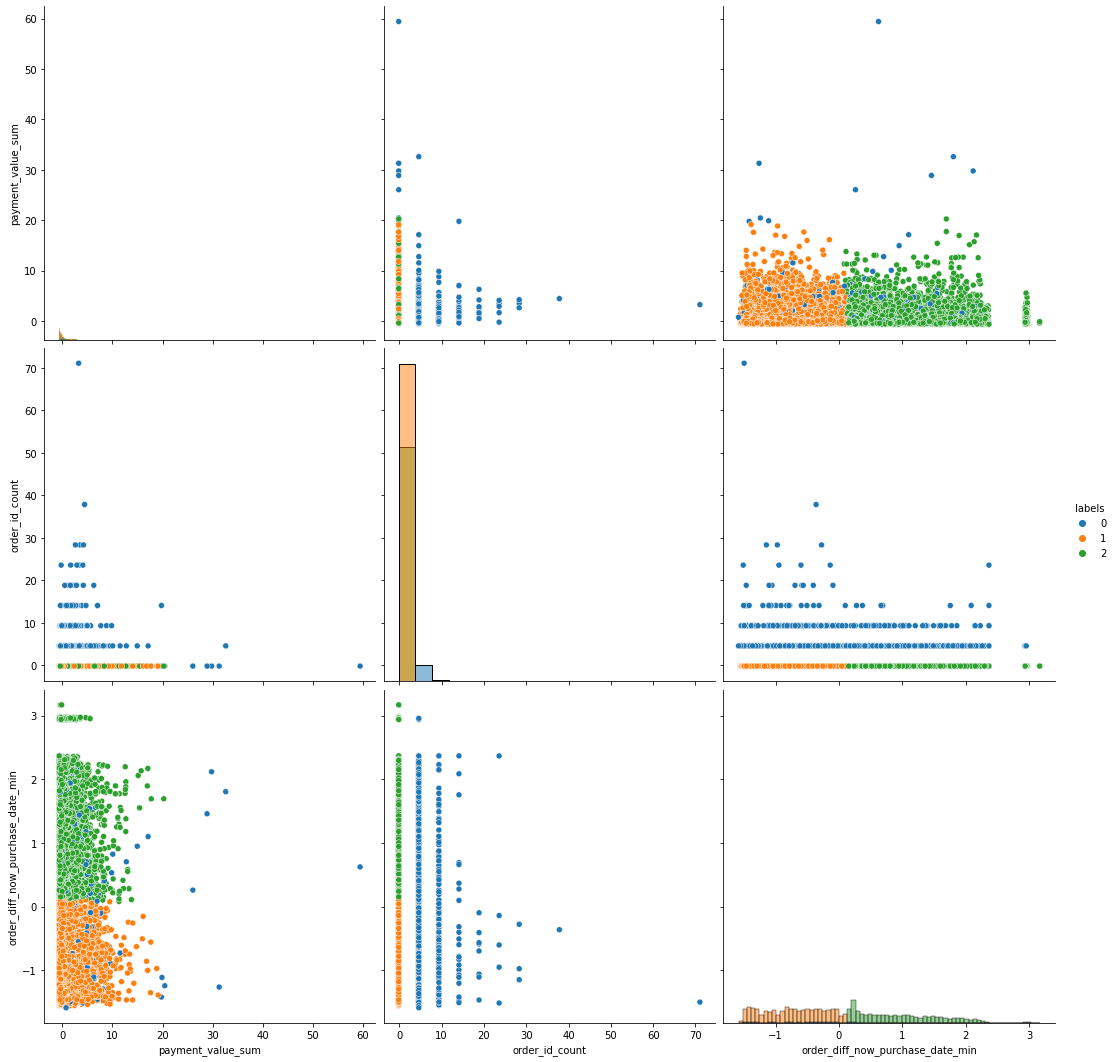 60
50
40
30
20
10
0
payment_value_sum
70
60
50
40
30
20
10
0
order_id_count
labels
0
1
2
3
2
1
0
−1
order_diff_now_purchase_date_min
0 10 20 30 40 50 60
0 10 20 30 40 50 60 70
−1 0 1 2 3
payment_value_sum
order_id_count
order_diff_now_purchase_date_min